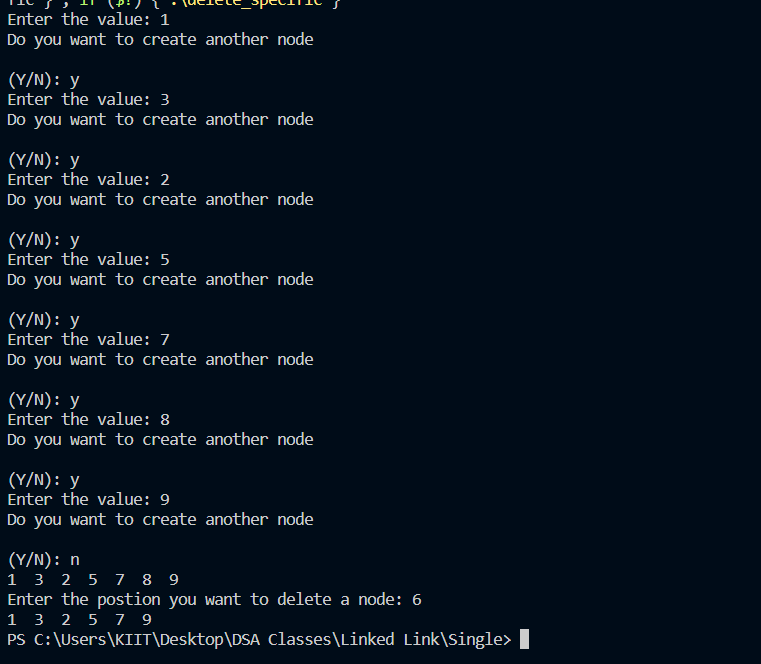 fic } ; if ($?) { .\delete_specific }
Enter the value: 1
Do you want to create another node
(Y/N): y
Enter the value: 3
Do you want to create another node
(Y/N): y
Enter the value: 2
Do you want to create another node
(Y/N): y
Enter the value: 5
Do you want to create another node
(Y/N): y
Enter the value: 7
Do you want to create another node
(Y/N): y
Enter the value: 8
Do you want to create another node
(Y/N): y
Enter the value: 9
Do you want to create another node
(Y/N): n
1 3 2 5 7 8 9
Enter the postion you want to delete a node: 6
1 3 2 5 7 9
PS C:\Users\KIIT\Desktop\DSA Classes\Linked Link\Single>